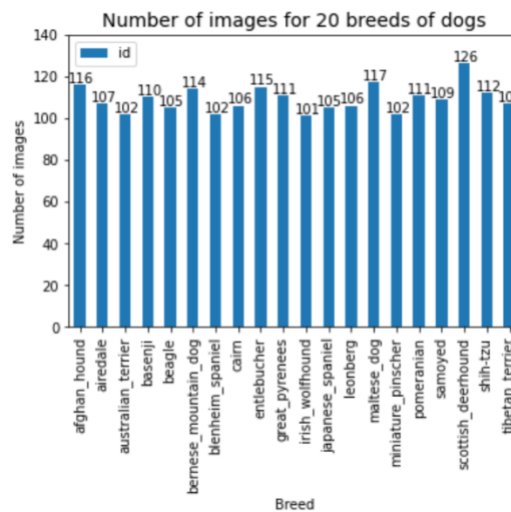 Number of images for 20 breeds of dogs
140
120
100
80
60
40
20
0
Number of images
id
116
107
102
110
105
114
102
106
115
111
101
105
106
117
102
111
109
126
112
10
afghan_hound
airedale
australian_terrier
basenji
beagle
bernese_mountain_dog
blenheim_spaniel
cairn
entlebucher
great_pyrenees
irish_wolfhound
japanese_spaniel
leonberg
maltese_dog
miniature_pinscher
pomeranian
samoyed
scottish_deerhound
shih-tzu
tibetan_terrier
Breed